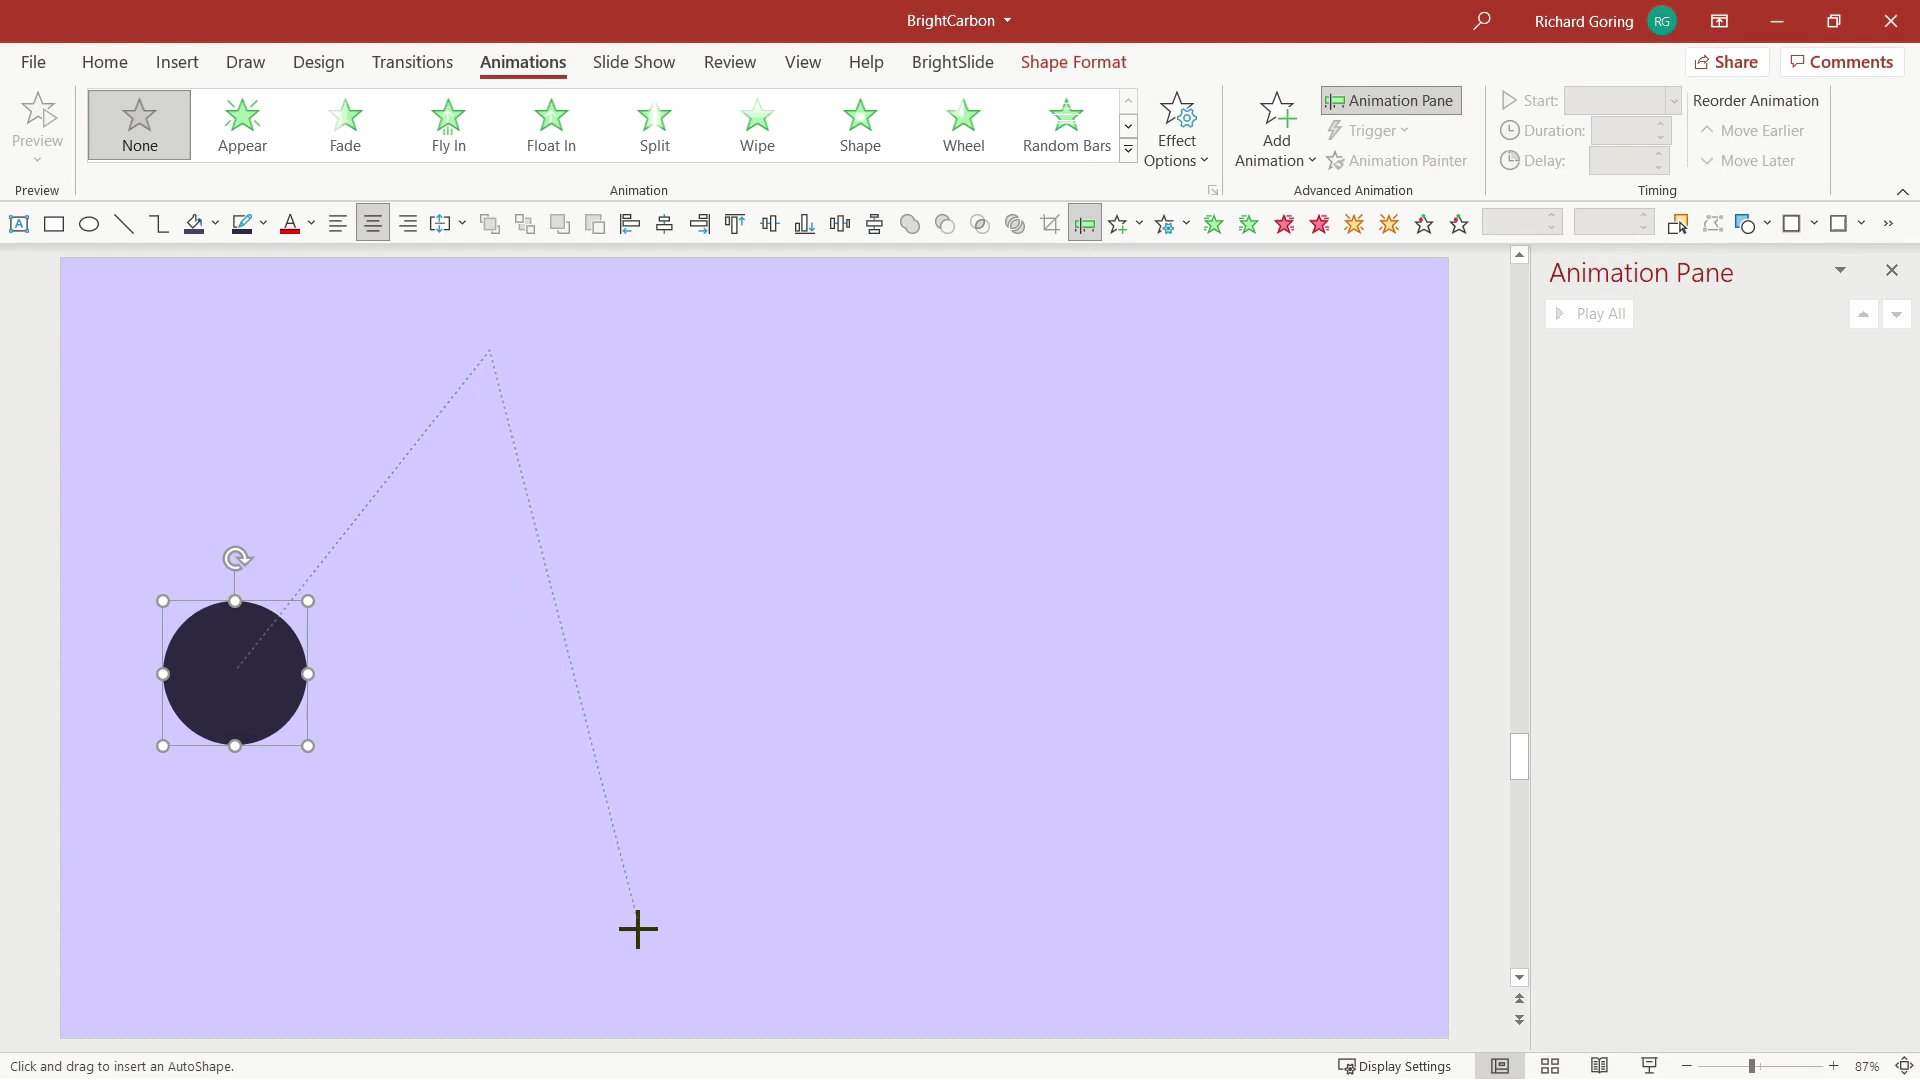 BrightCarbon
Richard Goring RG
File Home Insert Draw Design Transitions Animations Slide Show Review View Help BrightSlide Shape Format Share Comments
Preview
None Appear Fade Fly In Float In Split Wipe Shape Wheel Random Bars
Effect Options
Add Animation
Animation Pane
Trigger
Animation Painter
Start:
Duration:
Delay:
Reorder Animation
Move Earlier
Move Later
Preview Animation Advanced Animation Timing
A A
Animation Pane
Play All
Click and drag to insert an AutoShape. Display Settings 87%